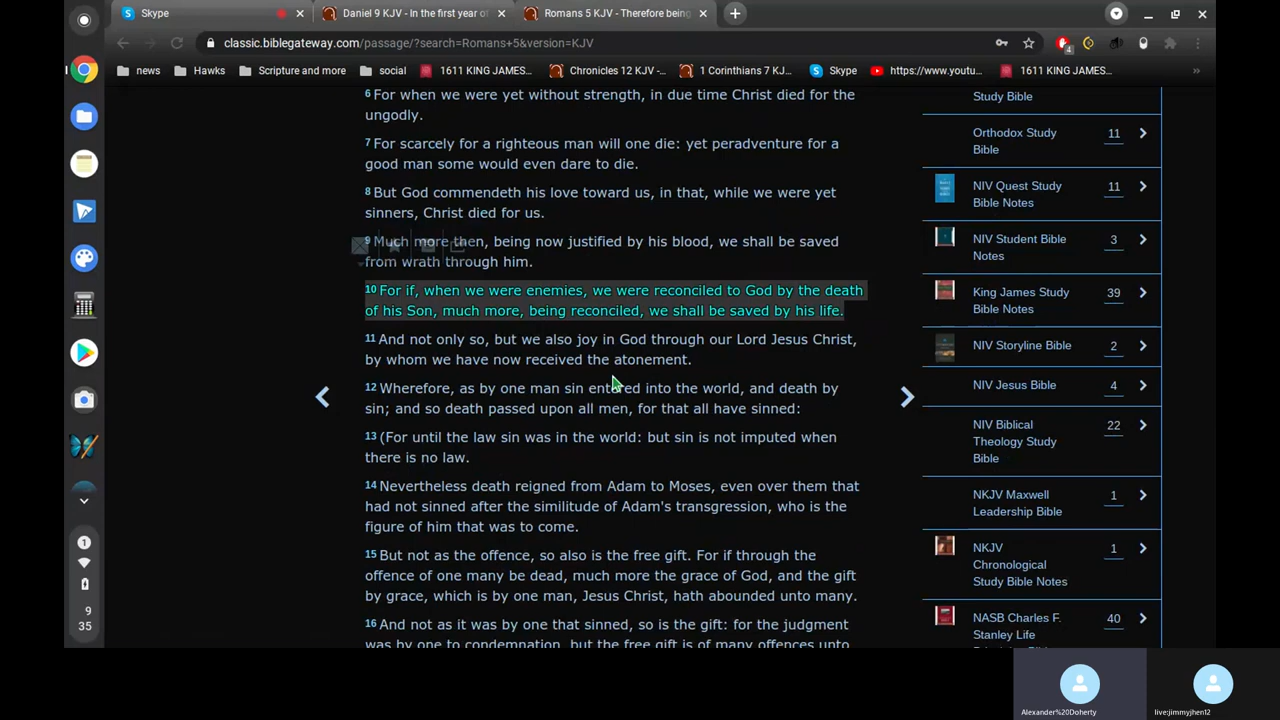 Skype
Daniel 9 KJV - In the first year of
Romans 5 KJV - Therefore being
classic.biblegateway.com/passage/?search=Romans+5&version=KJV
4
news
Hawks
Scripture and more
social
1611 KING JAMES...
Chronicles 12 KJV -...
1 Corinthians 7 KJ...
Skype
https://www.youtu...
1611 KING JAMES...
»
6 For when we were yet without strength, in due time Christ died for the
ungodly.
7 For scarcely for a righteous man will one die: yet peradventure for a
good man some would even dare to die.
8 But God commendeth his love toward us, in that, while we were yet
sinners, Christ died for us.
9 Much more then, being now justified by his blood, we shall be saved
from wrath through him.
10 For if, when we were enemies, we were reconciled to God by the death
of his Son, much more, being reconciled, we shall be saved by his life.
11 And not only so, but we also joy in God through our Lord Jesus Christ,
by whom we have now received the atonement.
12 Wherefore, as by one man sin entered into the world, and death by
sin; and so death passed upon all men, for that all have sinned:
13 (For until the law sin was in the world: but sin is not imputed when
there is no law.
14 Nevertheless death reigned from Adam to Moses, even over them that
had not sinned after the similitude of Adam's transgression, who is the
figure of him that was to come.
15 But not as the offence, so also is the free gift. For if through the
offence of one many be dead, much more the grace of God, and the gift
by grace, which is by one man, Jesus Christ, hath abounded unto many.
16 And not as it was by one that sinned, so is the gift: for the judgment
was by one to condemnation, but the free gift is of many offences unto
Study Bible
Orthodox Study
Bible
11
NIV Quest Study
Bible Notes
11
NIV Student Bible
Notes
3
King James Study
Bible Notes
39
NIV Storyline Bible
2
NIV Jesus Bible
4
NIV Biblical
Theology Study
Bible
22
NKJV Maxwell
Leadership Bible
1
NKJV
Chronological
Study Bible Notes
1
NASB Charles F.
Stanley Life
40
1
9
35
Alexander%20Doherty
live:jimmyjhen12